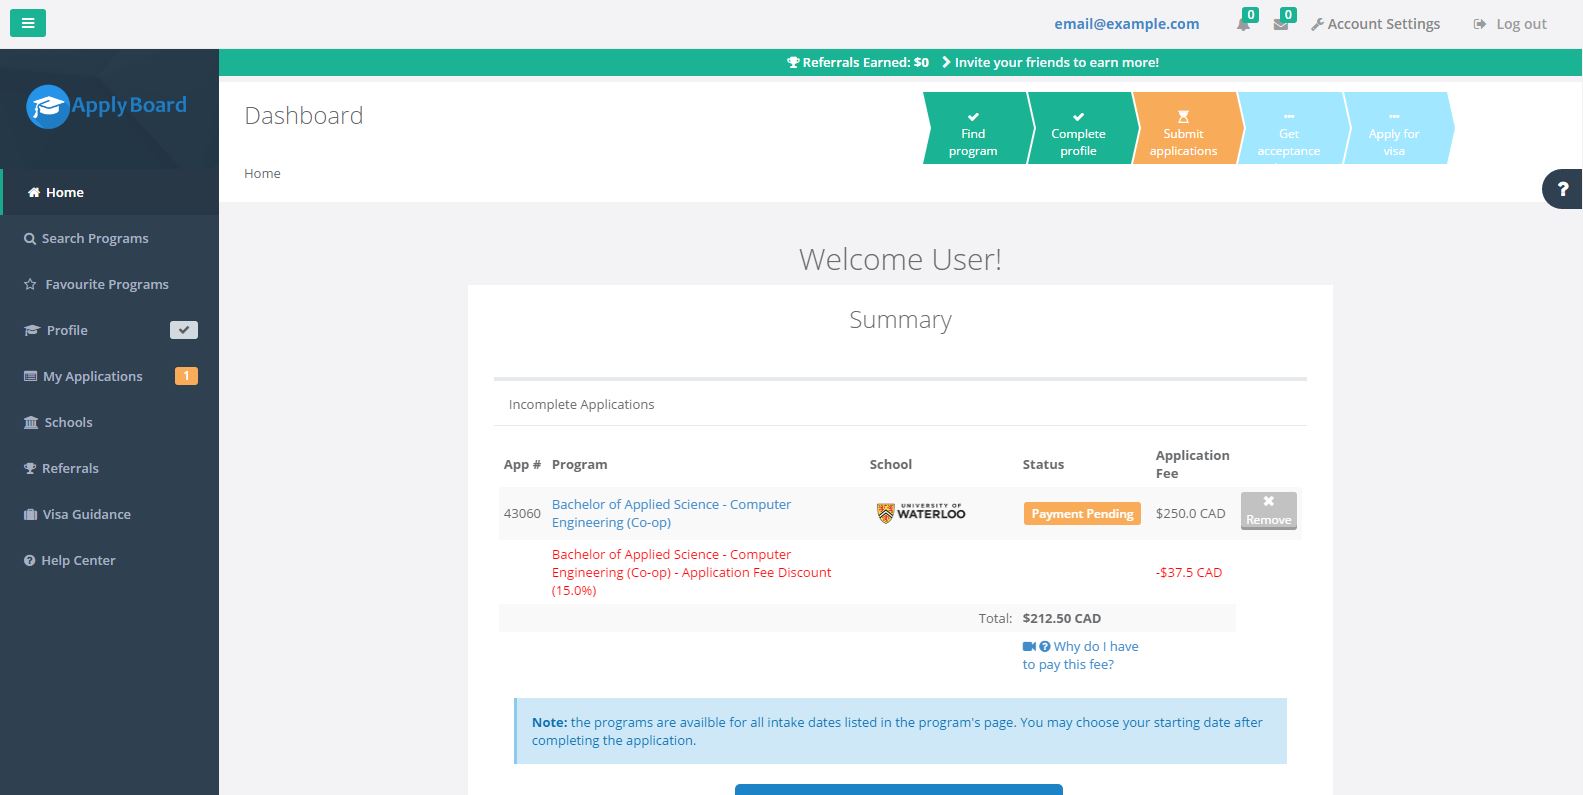 email@example.com 0 0 Account Settings Log out
Referrals Earned: $0 Invite your friends to earn more!
ApplyBoard
Home
Search Programs
Favourite Programs
Profile
My Applications 1
Schools
Referrals
Visa Guidance
Help Center
Dashboard
Home
Find
program
Complete
profile
Submit
applications
Get
acceptance
Apply for
visa
?
Welcome User!
Summary
Incomplete Applications
App # Program School Status Application
Fee
43060 Bachelor of Applied Science - Computer
Engineering (Co-op)
UNIVERSITY OF
WATERLOO
Payment Pending $250.0 CAD
Remove
Bachelor of Applied Science - Computer
Engineering (Co-op) - Application Fee Discount
(15.0%)
-$37.5 CAD
Total: $212.50 CAD
Why do I have
to pay this fee?
Note: the programs are availble for all intake dates listed in the program's page. You may choose your starting date after
completing the application.